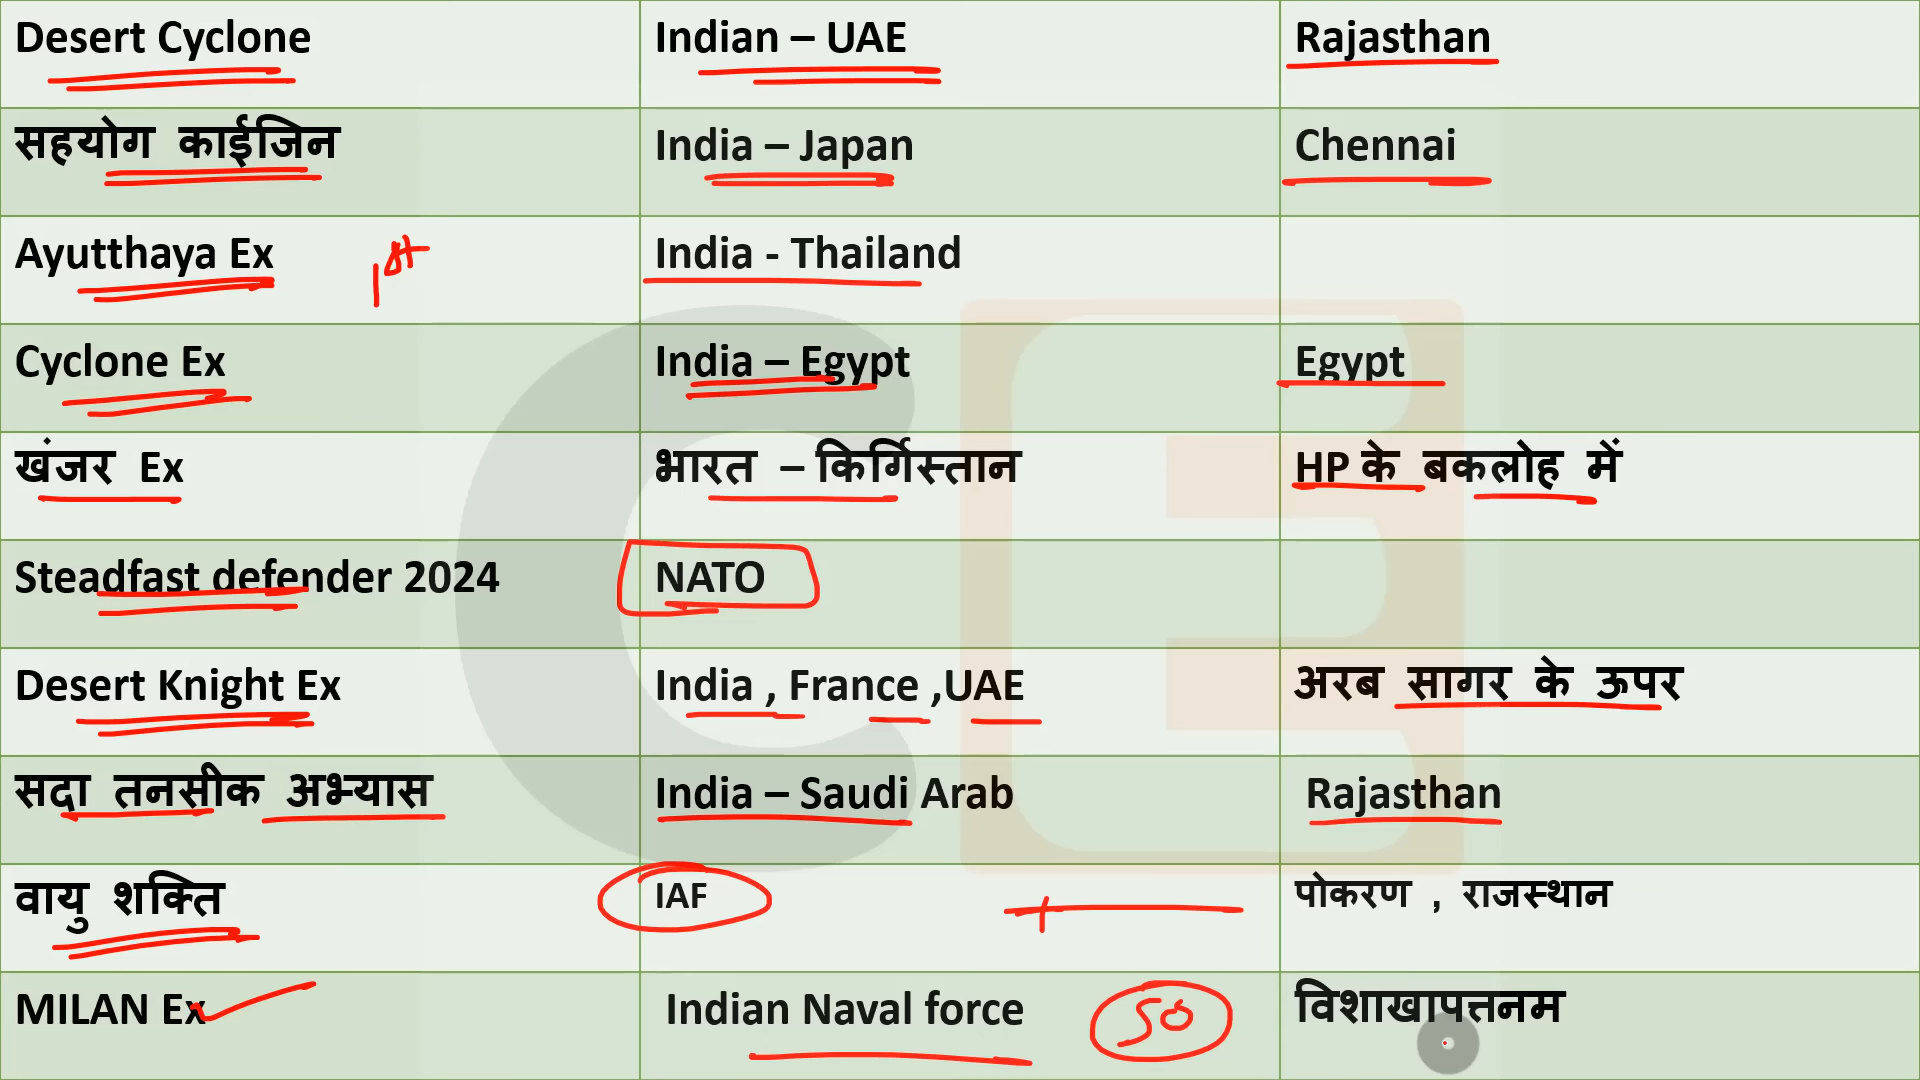 Desert Cyclone Indian – UAE Rajasthan
सहयोग काईजिन India – Japan Chennai
Ayutthaya Ex 1st India - Thailand
Cyclone Ex India – Egypt Egypt
खंजर Ex भारत – किर्गिस्तान HP के बकलोह में
Steadfast defender 2024 NATO
Desert Knight Ex India , France ,UAE अरब सागर के ऊपर
सदा तनसीक अभ्यास India – Saudi Arab Rajasthan
वायु शक्ति IAF पोकरण , राजस्थान
MILAN Ex Indian Naval force 50 विशाखापत्तनम